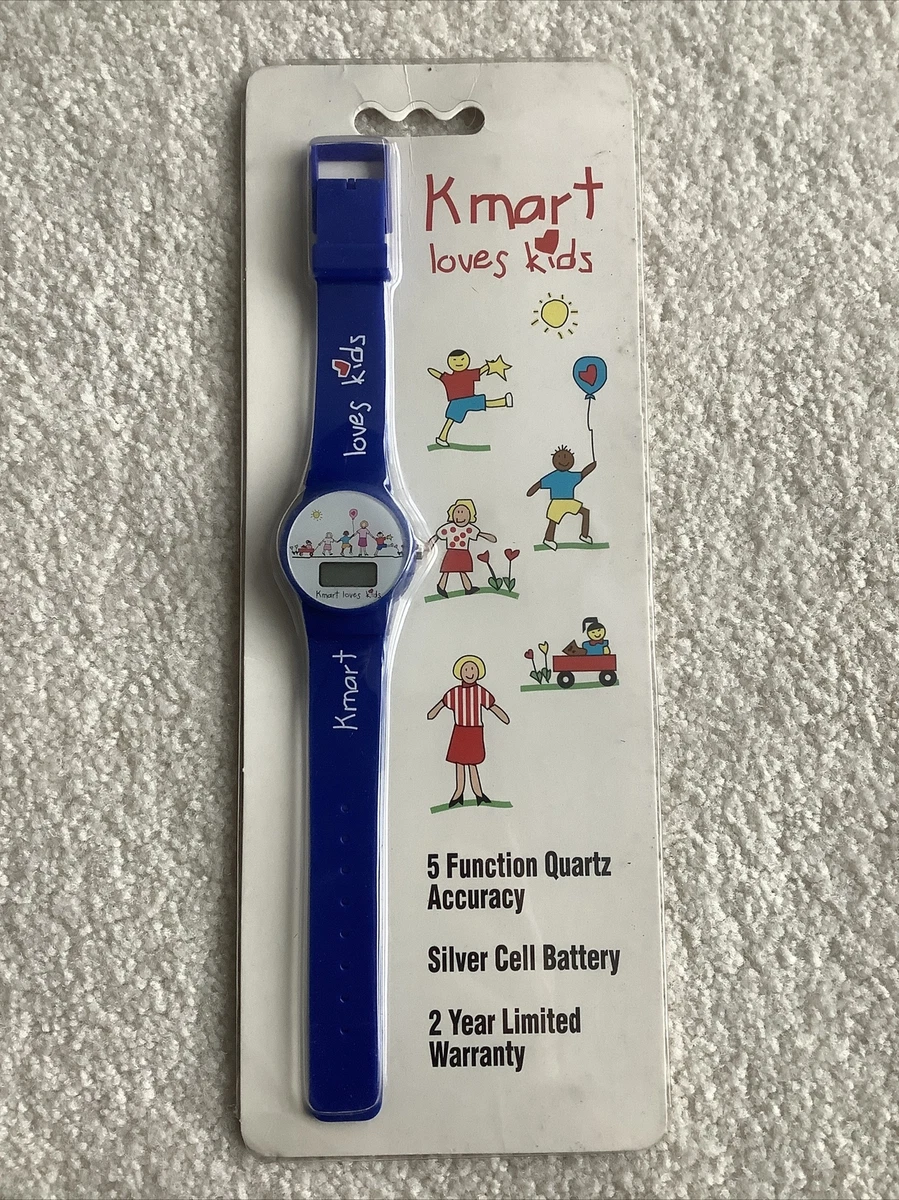 Kmart
loves kids
loves kids
Kmart loves kids
Kmart
5 Function Quartz
Accuracy
Silver Cell Battery
2 Year Limited
Warranty